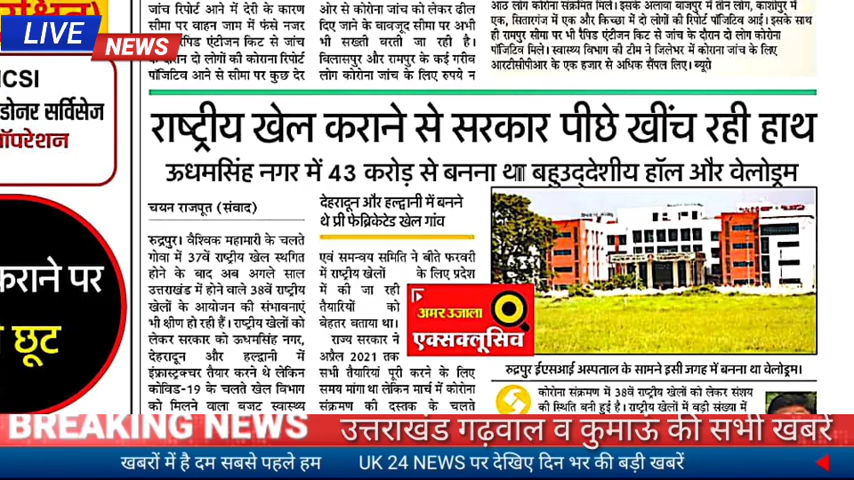 LIVE
NEWS
CSI
डोनर सर्विसेज
ऑपरेशन
कराने पर
छूट
जांच रिपोर्ट आने में देरी के कारण
सीमा पर वाहन जाम में फंसे नजर
रैपिड एंटीजन किट से जांच
के दौरान दो लोगों की कोराना रिपोर्ट
पॉजिटिव आने से सीमा पर कुछ देर
ओर से कोरोना जांच को लेकर ढील
दिए जाने के बावजूद सीमा पर अभी
भी सख्ती बरती जा रही है।
बिलासपुर और रामपुर के कई गरीब
लोग कोरोना जांच के लिए रुपये न
आठ लोग कोरोना संक्रमित मिले। इसके अलावा बाजपुर में तीन लोग, काशीपुर में
एक, सितारगंज में एक और किच्छा में दो लोगों की रिपोर्ट पॉजिटिव आई। इसके साथ
ही रामपुर सीमा पर भी रैपिड एंटीजन किट से जांच के दौरान दो लोग कोरोना
पॉजिटिव मिले। स्वास्थ्य विभाग की टीम ने जिलेभर में कोराना जांच के लिए
आरटीपीसीआर के एक हजार से अधिक सैंपल लिए। ब्यूरो
राष्ट्रीय खेल कराने से सरकार पीछे खींच रही हाथ
ऊधमसिंह नगर में 43 करोड़ से बनना था बहुउद्देशीय हॉल और वेलोड्रम
चयन राजपूत (संवाद)
रुद्रपुर। वैश्विक महामारी के चलते
गोवा में 37वें राष्ट्रीय खेल स्थगित
होने के बाद अब अगले साल
उत्तराखंड में होने वाले 38वें राष्ट्रीय
खेलों के आयोजन की संभावनाएं
भी क्षीण हो रही हैं। राष्ट्रीय खेलों को
लेकर सरकार को ऊधमसिंह नगर,
देहरादून और हल्द्वानी में
इंफ्रास्ट्रक्चर तैयार करने थे लेकिन
कोविड-19 के चलते खेल विभाग
को मिलने वाला बजट स्वास्थ्य
देहरादून और हल्द्वानी में बनने
थे प्री फेब्रिकेटेड खेल गांव
एवं समन्वय समिति ने बीते फरवरी
में राष्ट्रीय खेलों के लिए प्रदेश
में की जा रही
तैयारियों को
बेहतर बताया था।
राज्य सरकार ने
अप्रैल 2021 तक
सभी तैयारियां पूरी करने के लिए
समय मांगा था लेकिन मार्च में कोरोना
संक्रमण की दस्तक के चलते
अमर उजाला
एक्सक्लूसिव
रुद्रपुर ईएसआई अस्पताल के सामने इसी जगह में बनना था वेलोड्रम।
कोरोना संक्रमण में 38वें राष्ट्रीय खेलों को लेकर संशय
की स्थिति बनी हुई है। राष्ट्रीय खेलों में बड़ी संख्या में
BREAKING NEWS
उत्तराखंड गढ़वाल व कुमाऊं की सभी खबरें
खबरों में है दम सबसे पहले हम UK 24 NEWS पर देखिए दिन भर की बड़ी खबरें